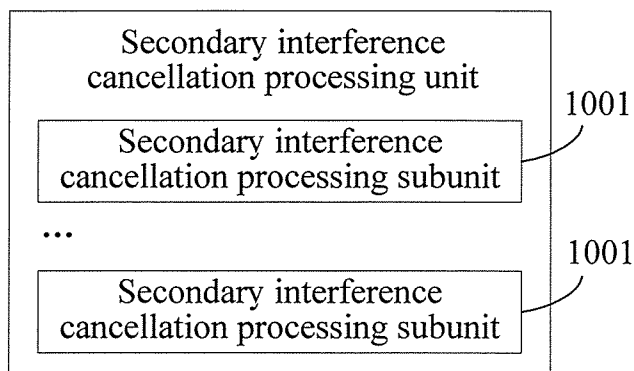 Secondary interference
cancellation processing unit
1001
Secondary interference
cancellation processing subunit
...
1001
Secondary interference
cancellation processing subunit